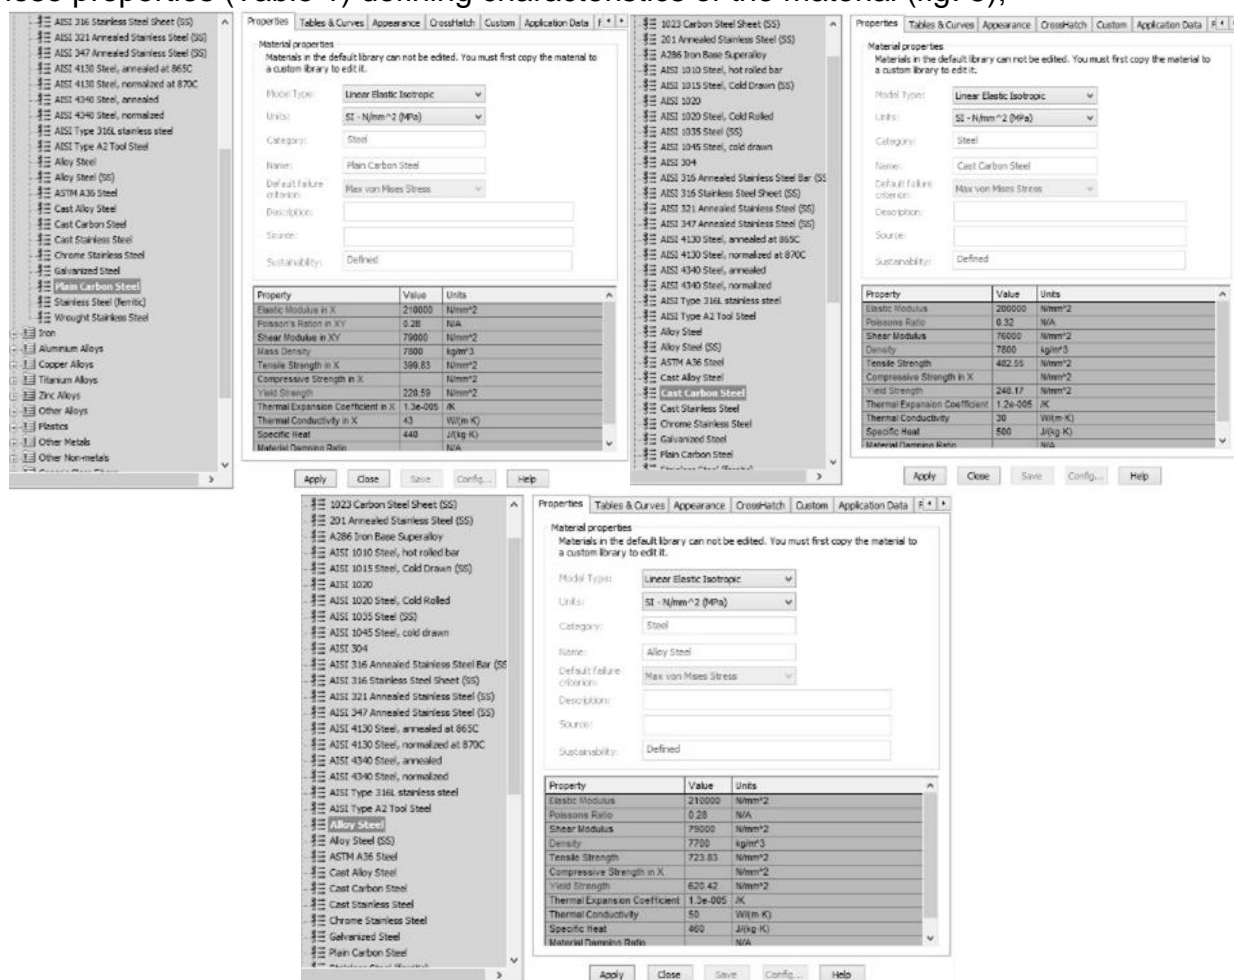 those properties (Table 1) defining characteristics of the material (fig. 3);
AISI 316 Stainless Steel Sheet (SS)
AISI 321 Annealed Stainless Steel (SS)
AISI 347 Annealed Stainless Steel (SS)
AISI 4130 Steel, annealed at 865C
AISI 4130 Steel, normalized at 870C
AISI 4340 Steel, annealed
AISI 4340 Steel, normalized
AISI Type 316L stainless steel
AISI Type A2 Tool Steel
Alloy Steel
Alloy Steel (SS)
ASTM A36 Steel
Cast Alloy Steel
Cast Carbon Steel
Cast Stainless Steel
Chrome Stainless Steel
Galvanized Steel
Plain Carbon Steel
Stainless Steel (ferritic)
Wrought Stainless Steel
Iron
Aluminum Alloys
Copper Alloys
Titanium Alloys
Zinc Alloys
Other Alloys
Plastics
Other Metals
Other Non-metals
Properties Tables & Curves Appearance CrossHatch Custom Application Data F
Material properties
Materials in the default library can not be edited. You must first copy the material to
a custom library to edit it.
Model Type: Linear Elastic Isotropic
Units: SI - N/mm^2 (MPa)
Category: Steel
Name: Plain Carbon Steel
Default failure
criterion: Max von Mises Stress
Description:
Source:
Sustainability: Defined
Property Value Units
Elastic Modulus in X 210000 N/mm^2
Poisson's Ration in XY 0.28 N/A
Shear Modulus in XY 79000 N/mm^2
Mass Density 7800 kg/m^3
Tensile Strength in X 399.83 N/mm^2
Compressive Strength in X N/mm^2
Yield Strength 220.59 N/mm^2
Thermal Expansion Coefficient in X 1.3e-005 /K
Thermal Conductivity in X 43 W/(m·K)
Specific Heat 440 J/(kg·K)
Material Damping Ratio N/A
Apply Close Save Config... Help
1023 Carbon Steel Sheet (SS)
201 Annealed Stainless Steel (SS)
A286 Iron Base Superalloy
AISI 1010 Steel, hot rolled bar
AISI 1015 Steel, Cold Drawn (SS)
AISI 1020
AISI 1020 Steel, Cold Rolled
AISI 1035 Steel (SS)
AISI 1045 Steel, cold drawn
AISI 304
AISI 316 Annealed Stainless Steel Bar (SS
AISI 316 Stainless Steel Sheet (SS)
AISI 321 Annealed Stainless Steel (SS)
AISI 347 Annealed Stainless Steel (SS)
AISI 4130 Steel, annealed at 865C
AISI 4130 Steel, normalized at 870C
AISI 4340 Steel, annealed
AISI 4340 Steel, normalized
AISI Type 316L stainless steel
AISI Type A2 Tool Steel
Alloy Steel
Alloy Steel (SS)
ASTM A36 Steel
Cast Alloy Steel
Cast Carbon Steel
Cast Stainless Steel
Chrome Stainless Steel
Galvanized Steel
Plain Carbon Steel
Properties Tables & Curves Appearance CrossHatch Custom Application Data
Material properties
Materials in the default library can not be edited. You must first copy the material to
a custom library to edit it.
Model Type: Linear Elastic Isotropic
Units: SI - N/mm^2 (MPa)
Category: Steel
Name: Cast Carbon Steel
Default failure
criterion: Max von Mises Stress
Description:
Source:
Sustainability: Defined
Property Value Units
Elastic Modulus 200000 N/mm^2
Poissons Ratio 0.32 N/A
Shear Modulus 76000 N/mm^2
Density 7800 kg/m^3
Tensile Strength 482.55 N/mm^2
Compressive Strength in X N/mm^2
Yield Strength 248.17 N/mm^2
Thermal Expansion Coefficient 1.2e-005 /K
Thermal Conductivity 30 W/(m·K)
Specific Heat 500 J/(kg·K)
Material Damping Ratio N/A
Apply Close Save Config... Help
1023 Carbon Steel Sheet (SS)
201 Annealed Stainless Steel (SS)
A286 Iron Base Superalloy
AISI 1010 Steel, hot rolled bar
AISI 1015 Steel, Cold Drawn (SS)
AISI 1020
AISI 1020 Steel, Cold Rolled
AISI 1035 Steel (SS)
AISI 1045 Steel, cold drawn
AISI 304
AISI 316 Annealed Stainless Steel Bar (SS
AISI 316 Stainless Steel Sheet (SS)
AISI 321 Annealed Stainless Steel (SS)
AISI 347 Annealed Stainless Steel (SS)
AISI 4130 Steel, annealed at 865C
AISI 4130 Steel, normalized at 870C
AISI 4340 Steel, annealed
AISI 4340 Steel, normalized
AISI Type 316L stainless steel
AISI Type A2 Tool Steel
Alloy Steel
Alloy Steel (SS)
ASTM A36 Steel
Cast Alloy Steel
Cast Carbon Steel
Cast Stainless Steel
Chrome Stainless Steel
Galvanized Steel
Plain Carbon Steel
Properties Tables & Curves Appearance CrossHatch Custom Application Data F
Material properties
Materials in the default library can not be edited. You must first copy the material to
a custom library to edit it.
Model Type: Linear Elastic Isotropic
Units: SI - N/mm^2 (MPa)
Category: Steel
Name: Alloy Steel
Default failure
criterion: Max von Mises Stress
Description:
Source:
Sustainability: Defined
Property Value Units
Elastic Modulus 210000 N/mm^2
Poissons Ratio 0.28 N/A
Shear Modulus 79000 N/mm^2
Density 7700 kg/m^3
Tensile Strength 723.83 N/mm^2
Compressive Strength in X N/mm^2
Yield Strength 620.42 N/mm^2
Thermal Expansion Coefficient 1.3e-005 /K
Thermal Conductivity 50 W/(m·K)
Specific Heat 460 J/(kg·K)
Material Damping Ratio N/A
Apply Close Save Config... Help